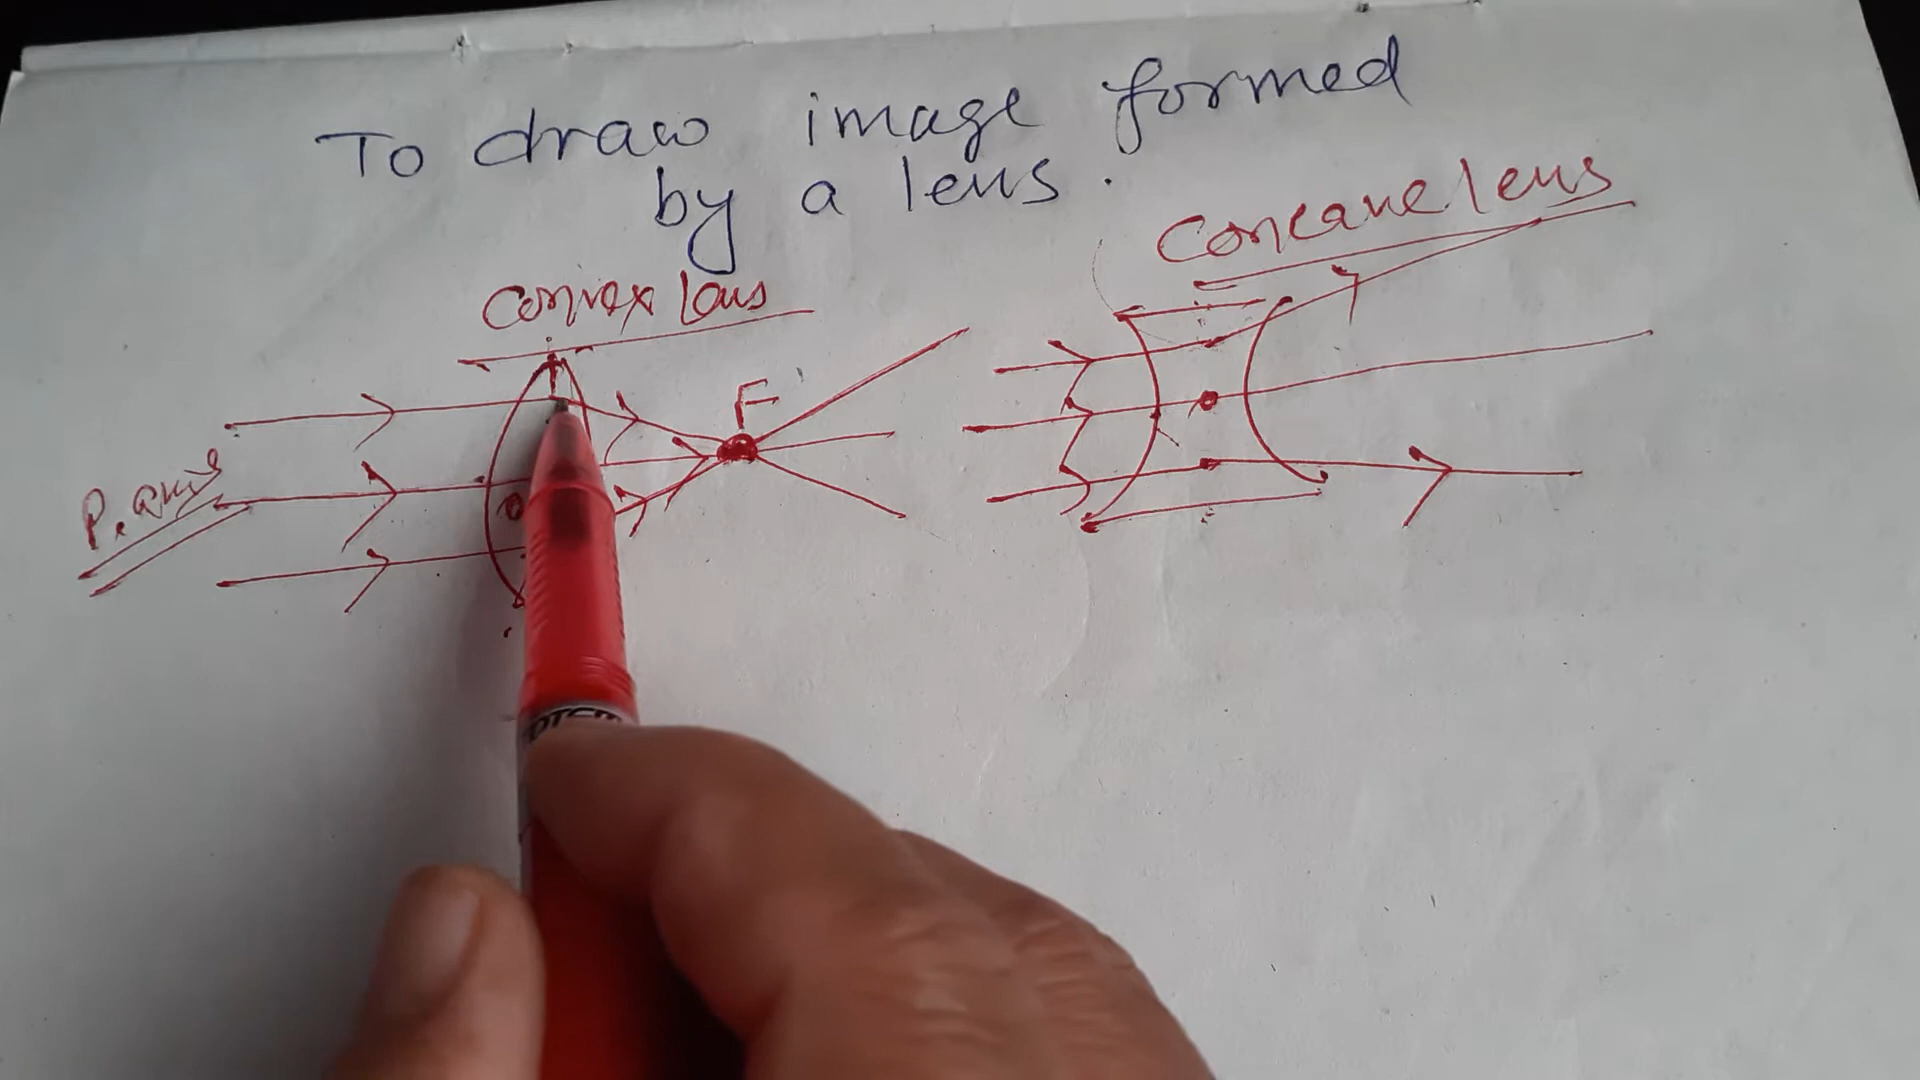 To draw image formed
by a lens.
Concave lens
Convex lens
F
P. axis